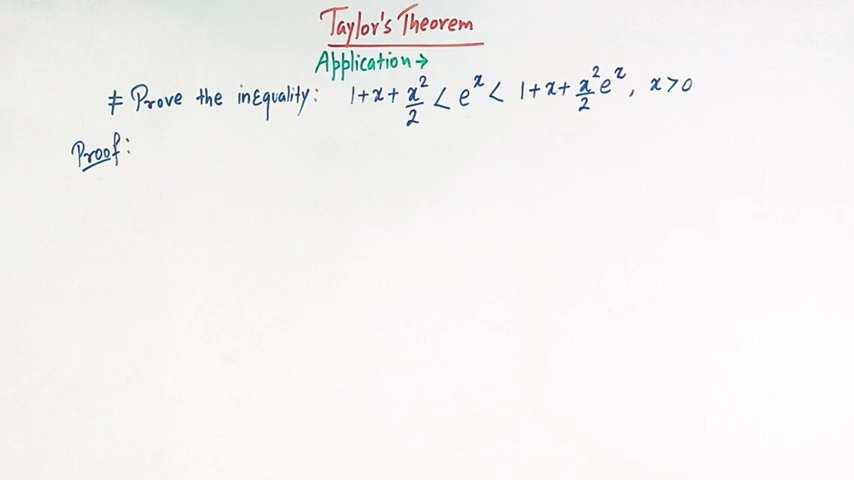 Taylor's Theorem
Application →
≠ Prove the inequality: 1+x+x²/2 < eˣ < 1+x+x²/2 eˣ, x>0
Proof: